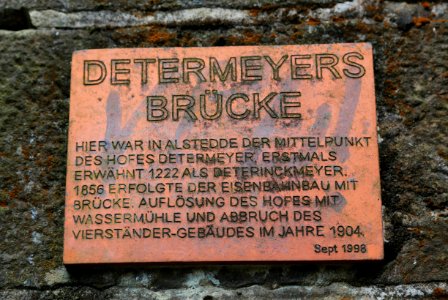 DETERMEYERS
BRÜCKE
HIER WAR IN ALSTEDDE DER MITTELPUNKT
DES HOFES DETERMEYER, ERSTMALS
ERWÄHNT 1222 ALS DETERINCKMEYER.
1856 ERFOLGTE DER EISENBAHNBAU MIT
BRÜCKE. AUFLÖSUNG DES HOFES MIT
WASSERMÜHLE UND ABBRUCH DES
VIERSTÄNDER-GEBÄUDES IM JAHRE 1904.
Sept 1998